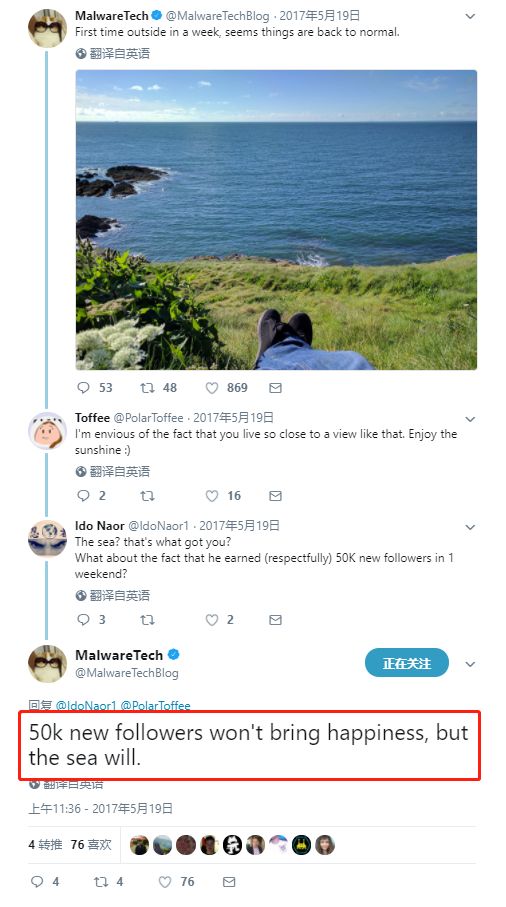 MalwareTech @MalwareTechBlog · 2017年5月19日
First time outside in a week, seems things are back to normal.
翻译自英语
53 48 869
Toffee @PolarToffee · 2017年5月19日
I'm envious of the fact that you live so close to a view like that. Enjoy the
sunshine :)
翻译自英语
2 16
Ido Naor @IdoNaor1 · 2017年5月19日
The sea? that's what got you?
What about the fact that he earned (respectfully) 50K new followers in 1
weekend?
翻译自英语
3 2
MalwareTech
@MalwareTechBlog
正在关注
回复 @IdoNaor1 @PolarToffee
50k new followers won't bring happiness, but
the sea will.
翻译自英语
上午11:36 - 2017年5月19日
4 转推 76 喜欢
4 4 76